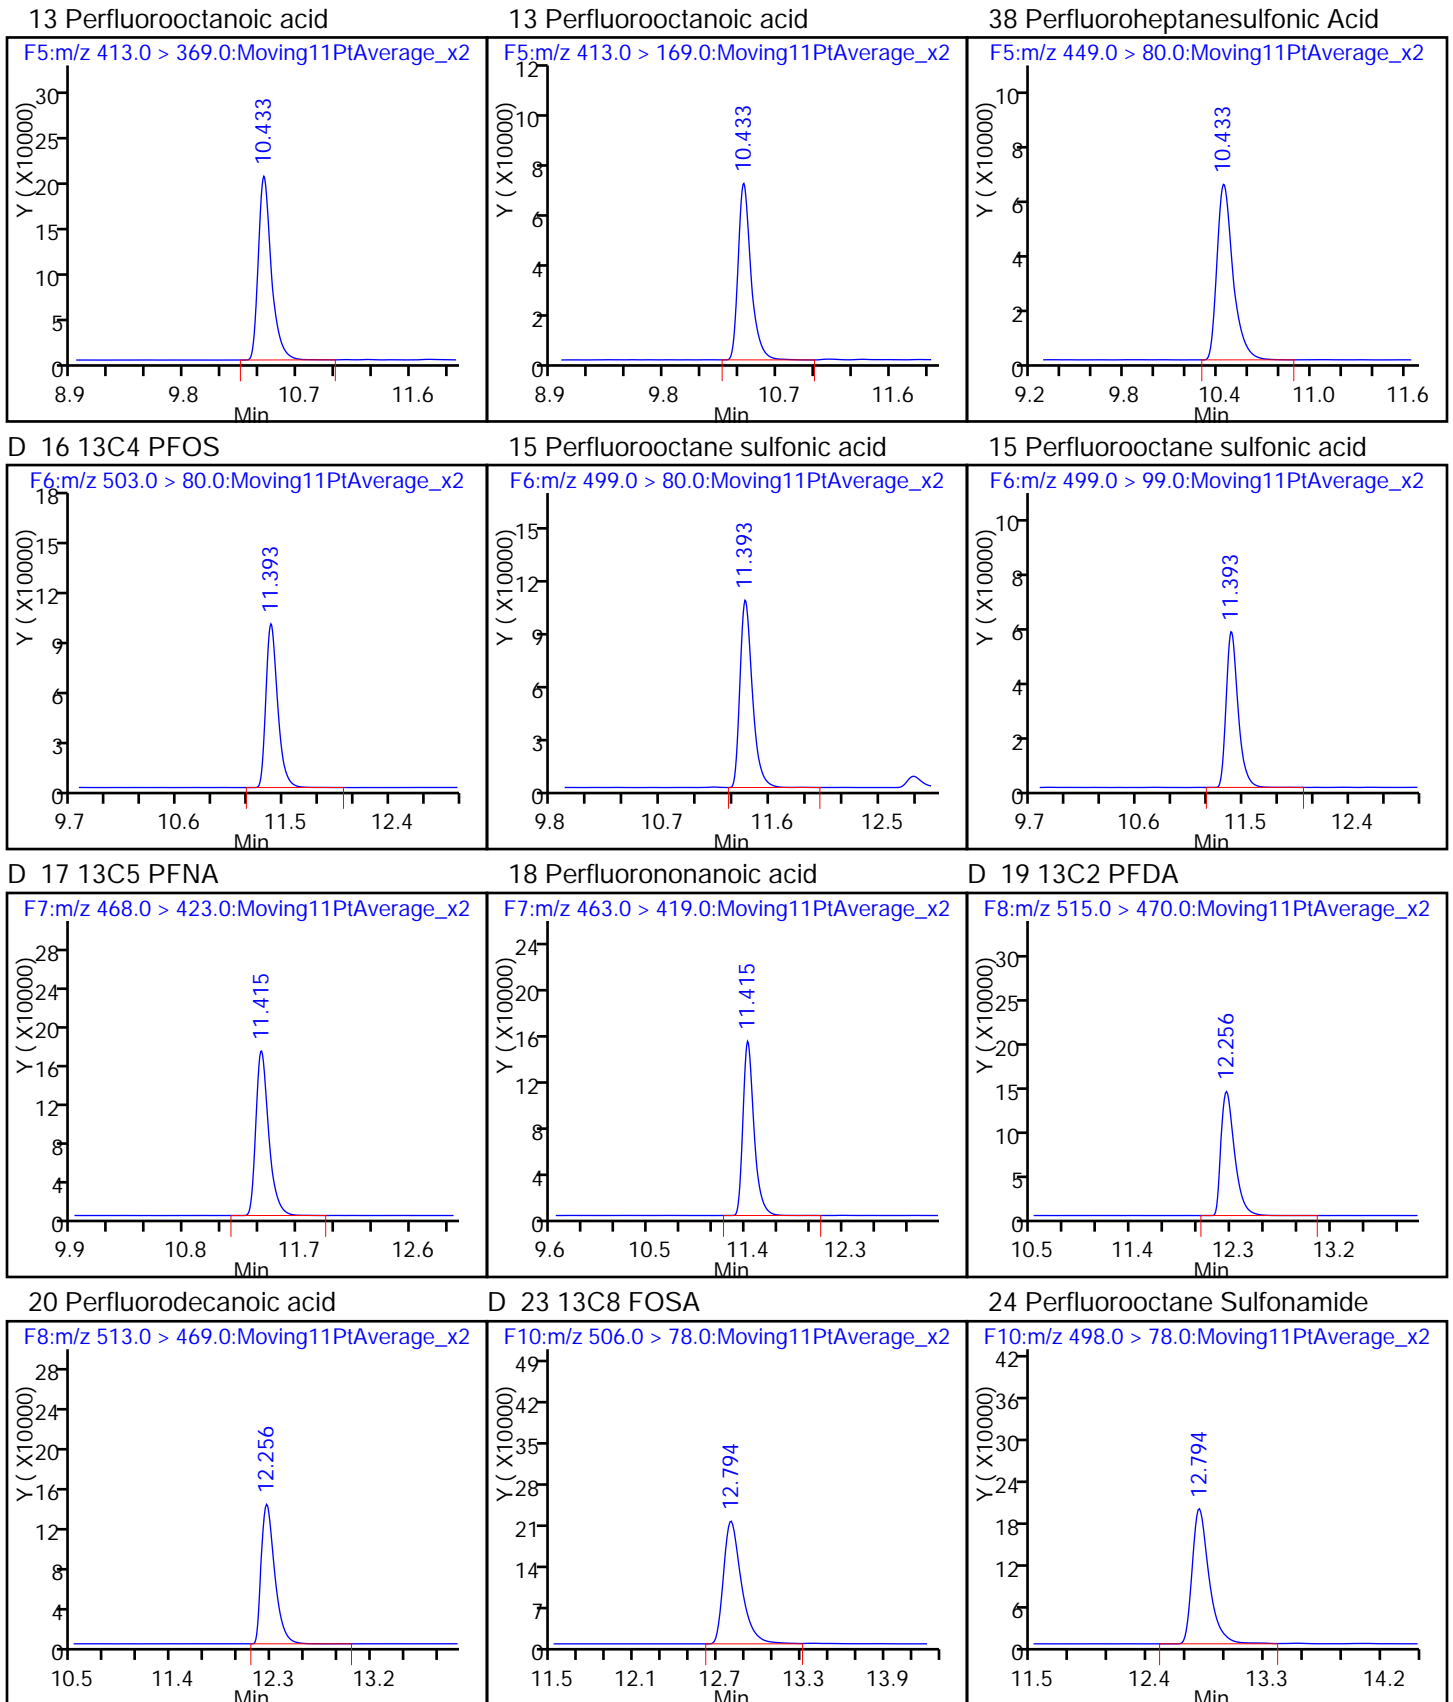 13 Perfluorooctanoic acid
F5:m/z 413.0 > 369.0:Moving11PtAverage_x2
Y ( X10000)
30
25
20
15
10
5
0
10.433
8.9 9.8 10.7 11.6
Min
13 Perfluorooctanoic acid
F5:m/z 413.0 > 169.0:Moving11PtAverage_x2
Y ( X10000)
12
10
8
6
4
2
0
10.433
8.9 9.8 10.7 11.6
Min
38 Perfluoroheptanesulfonic Acid
F5:m/z 449.0 > 80.0:Moving11PtAverage_x2
Y ( X10000)
10
8
6
4
2
0
10.433
9.2 9.8 10.4 11.0 11.6
Min
D 16 13C4 PFOS
F6:m/z 503.0 > 80.0:Moving11PtAverage_x2
Y ( X10000)
18
15
12
9
6
3
0
11.393
9.7 10.6 11.5 12.4
Min
15 Perfluorooctane sulfonic acid
F6:m/z 499.0 > 80.0:Moving11PtAverage_x2
Y ( X10000)
15
12
9
6
3
0
11.393
9.8 10.7 11.6 12.5
Min
15 Perfluorooctane sulfonic acid
F6:m/z 499.0 > 99.0:Moving11PtAverage_x2
Y ( X10000)
10
8
6
4
2
0
11.393
9.7 10.6 11.5 12.4
Min
D 17 13C5 PFNA
F7:m/z 468.0 > 423.0:Moving11PtAverage_x2
Y ( X10000)
28
24
20
16
12
8
4
0
11.415
9.9 10.8 11.7 12.6
Min
18 Perfluorononanoic acid
F7:m/z 463.0 > 419.0:Moving11PtAverage_x2
Y ( X10000)
24
20
16
12
8
4
0
11.415
9.6 10.5 11.4 12.3
Min
D 19 13C2 PFDA
F8:m/z 515.0 > 470.0:Moving11PtAverage_x2
Y ( X10000)
30
25
20
15
10
5
0
12.256
10.5 11.4 12.3 13.2
Min
20 Perfluorodecanoic acid
F8:m/z 513.0 > 469.0:Moving11PtAverage_x2
Y ( X10000)
28
24
20
16
12
8
4
0
12.256
10.5 11.4 12.3 13.2
Min
D 23 13C8 FOSA
F10:m/z 506.0 > 78.0:Moving11PtAverage_x2
Y ( X10000)
49
42
35
28
21
14
7
0
12.794
11.5 12.1 12.7 13.3 13.9
Min
24 Perfluorooctane Sulfonamide
F10:m/z 498.0 > 78.0:Moving11PtAverage_x2
Y ( X10000)
42
36
30
24
18
12
6
0
12.794
11.5 12.4 13.3 14.2
Min